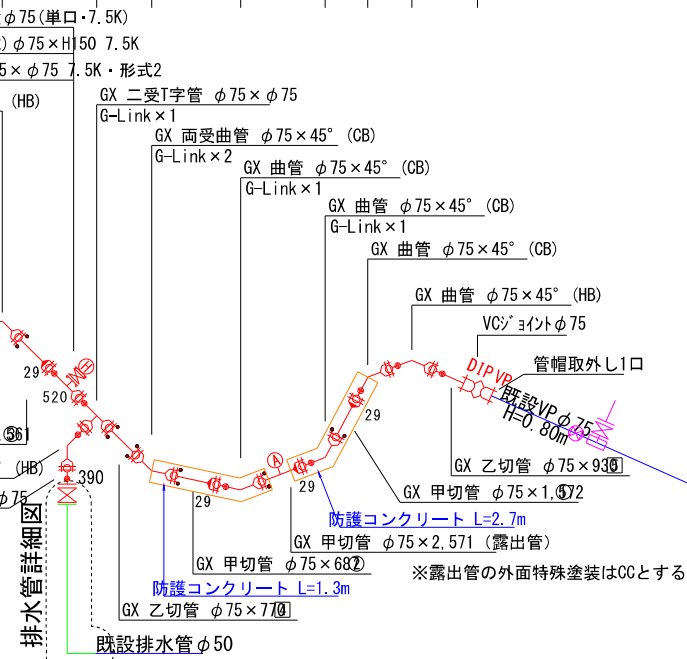 φ75(単口・7.5K)
φ75×H150 7.5K
5×φ75 7.5K・形式2
(HB)
GX 二受T字管 φ75×φ75
G-Link×1
GX 両受曲管 φ75×45° (CB)
G-Link×2
GX 曲管 φ75×45° (CB)
G-Link×1
GX 曲管 φ75×45° (CB)
G-Link×1
GX 曲管 φ75×45° (CB)
GX 曲管 φ75×45° (HB)
VCジョイントφ75
管帽取外し1口
DIP VP
既設VPφ75
H=0.80m
29
520
H
29
A
(HB)
390
φ75
29
29
GX 乙切管 φ75×93
GX 甲切管 φ75×1,572
防護コンクリート L=2.7m
GX 甲切管 φ75×2,571 (露出管)
GX 甲切管 φ75×682
防護コンクリート L=1.3m
※露出管の外面特殊塗装はCCとする
GX 乙切管 φ75×770
排水管詳細図
既設排水管φ50